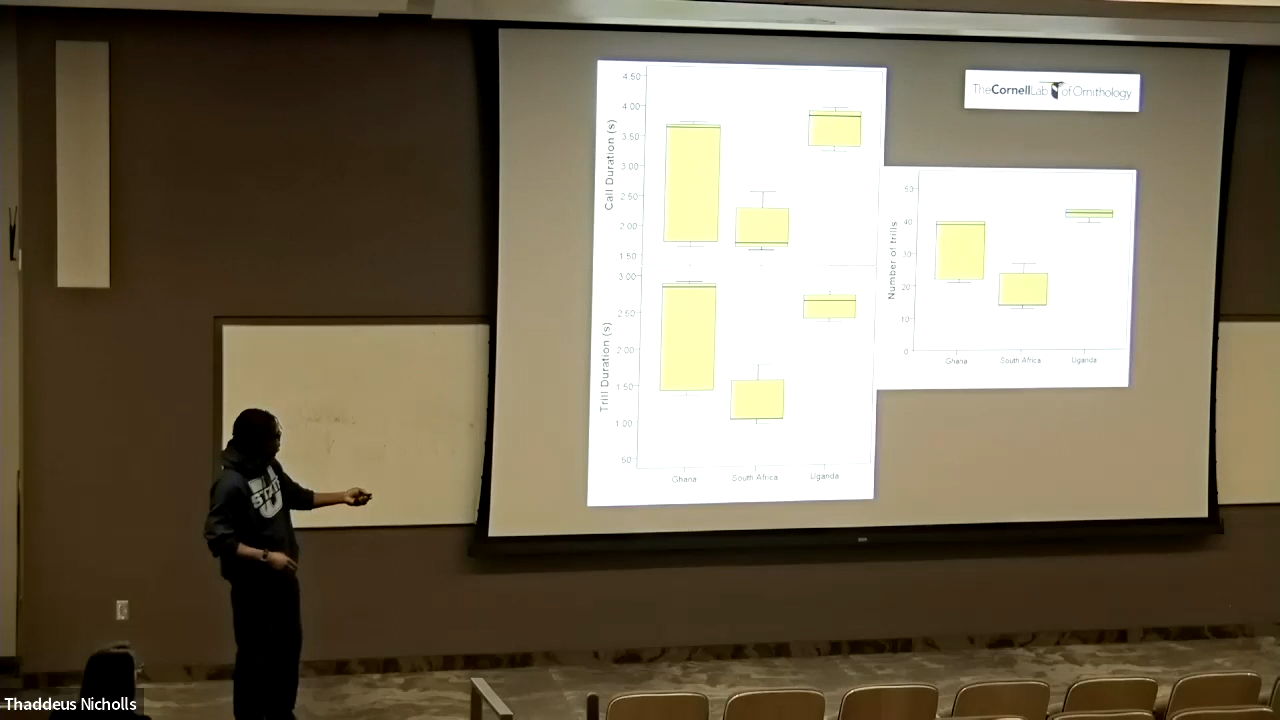 4.50
4.00
3.50
3.00
2.50
2.00
1.50
Call Duration (s)
3.00
2.50
2.00
1.50
1.00
.50
Trill Duration (s)
Ghana
South Africa
Uganda
TheCornellLab of Ornithology
50
40
30
20
10
0
Number of trills
Ghana
South Africa
Uganda
STATE
U
Thaddeus Nicholls